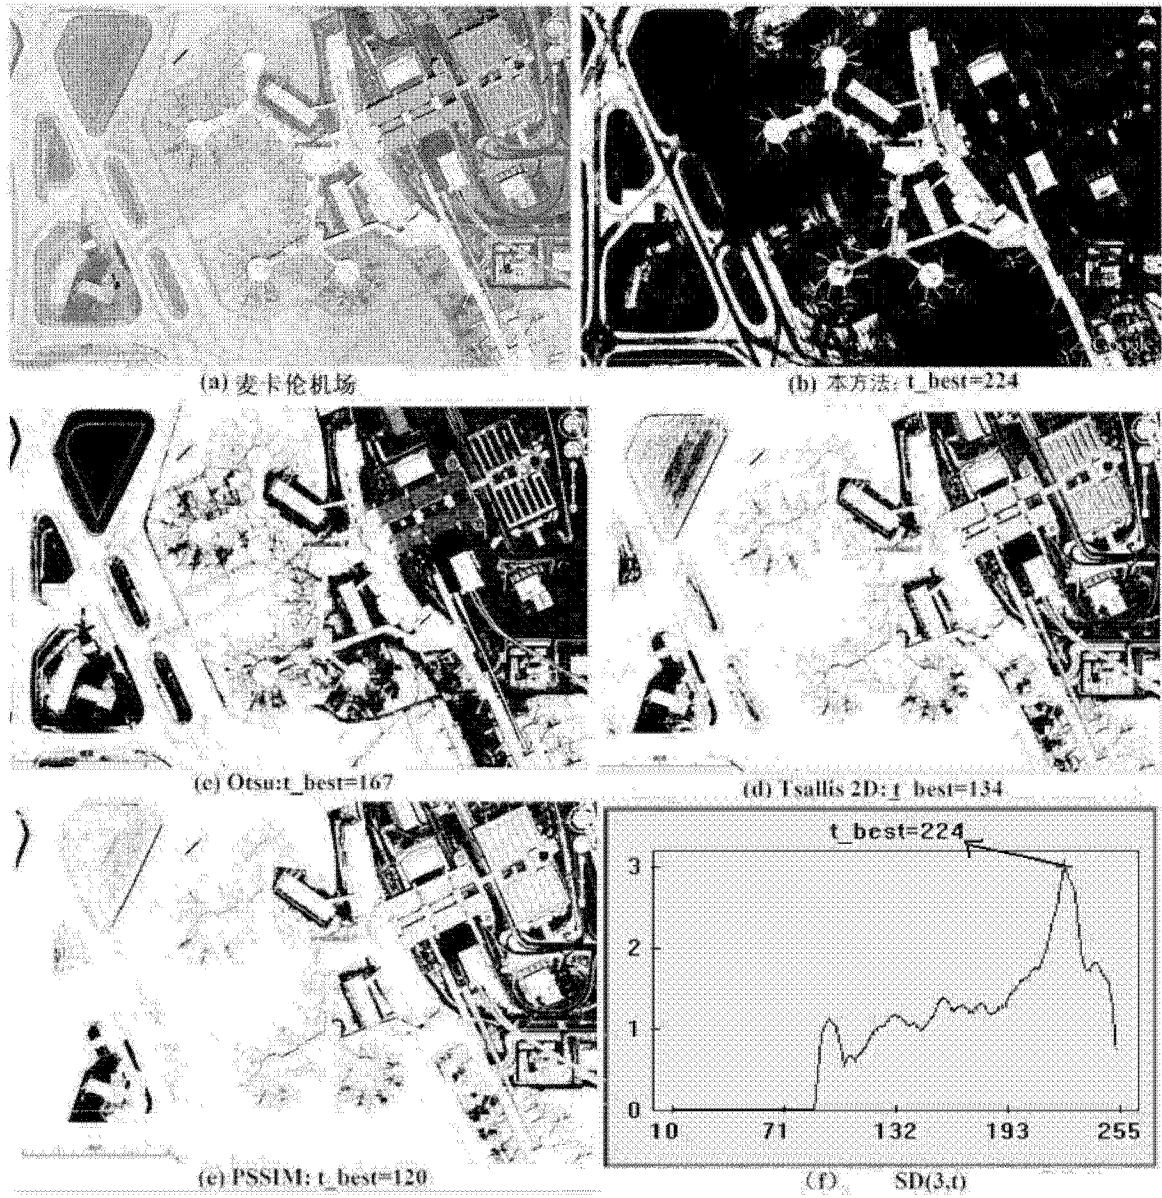 (a) 麦卡伦机场
(b) 本方法: t_best=224
(c) Otsu:t_best=167
(d) Tsallis 2D: t_best=134
t_best=224
3
2
1
0
10 71 132 193 255
(e) PSSIM: t_best=120
(f) SD(3,t)